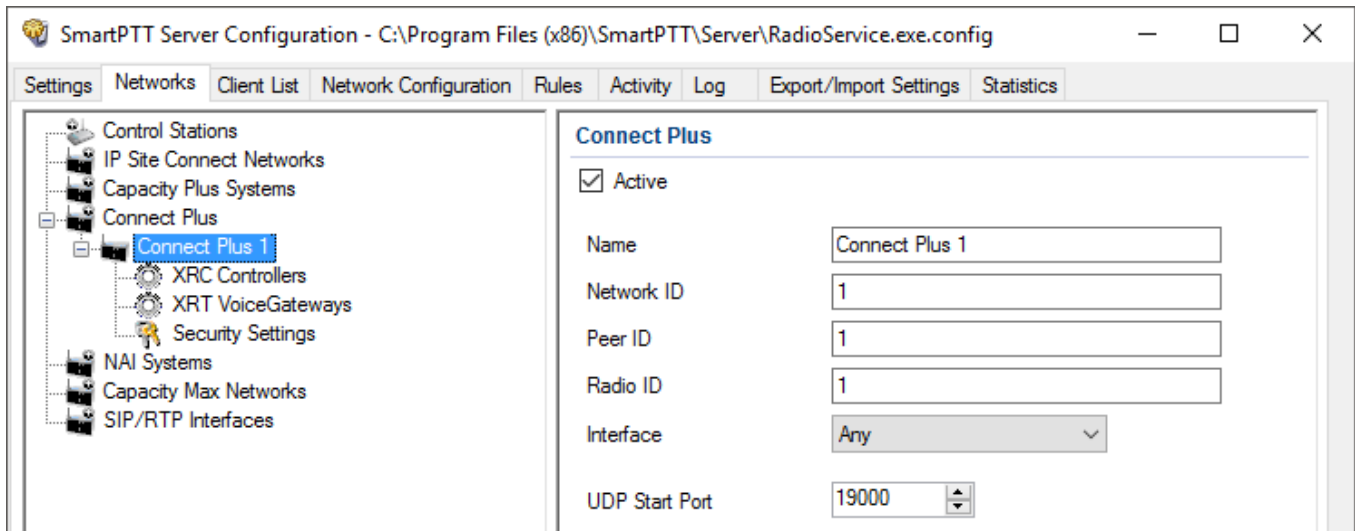 SmartPTT Server Configuration - C:\Program Files (x86)\SmartPTT\Server\RadioService.exe.config
Settings Networks Client List Network Configuration Rules Activity Log Export/Import Settings Statistics
Control Stations
IP Site Connect Networks
Capacity Plus Systems
Connect Plus
Connect Plus 1
XRC Controllers
XRT VoiceGateways
Security Settings
NAI Systems
Capacity Max Networks
SIP/RTP Interfaces
Connect Plus
Active
Name Connect Plus 1
Network ID 1
Peer ID 1
Radio ID 1
Interface Any
UDP Start Port 19000